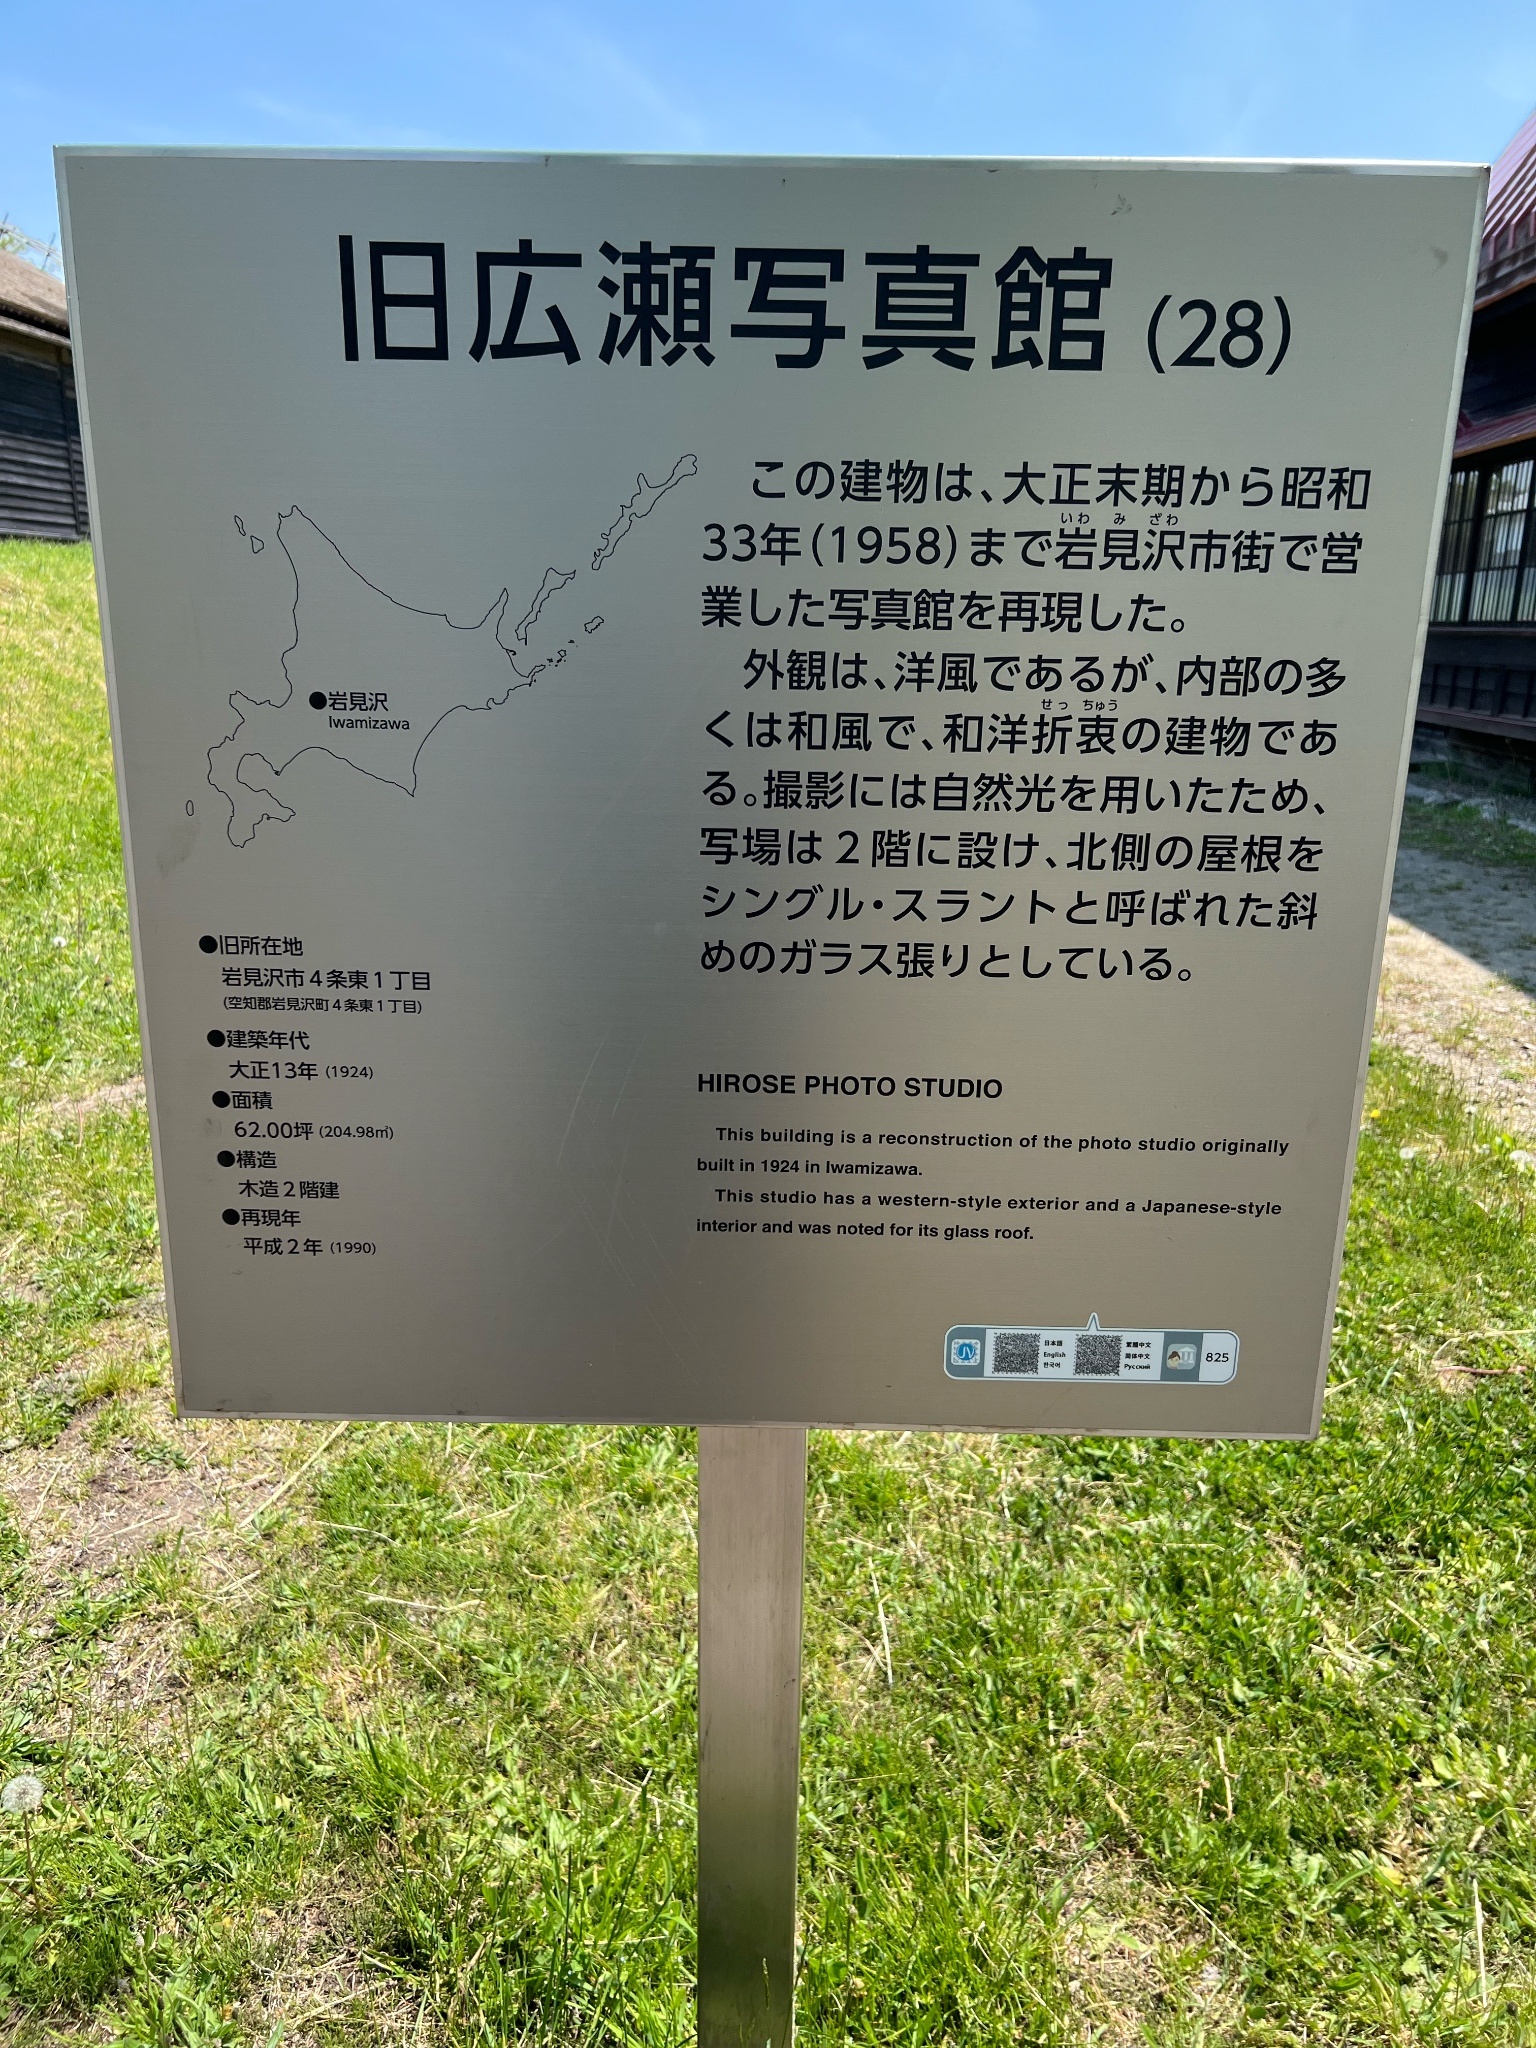 旧広瀬写真館 (28)
この建物は、大正末期から昭和
33年(1958)まで岩見沢市街で営
いわ み ざわ
業した写真館を再現した。
外観は、洋風であるが、内部の多
くは和風で、和洋折衷の建物であ
せっ ちゅう
る。撮影には自然光を用いたため、
写場は2階に設け、北側の屋根を
シングル・スラントと呼ばれた斜
めのガラス張りとしている。
●岩見沢
Iwamizawa
●旧所在地
岩見沢市4条東1丁目
(空知郡岩見沢町4条東1丁目)
●建築年代
大正13年 (1924)
●面積
62.00坪 (204.98㎡)
●構造
木造2階建
●再現年
平成2年 (1990)
HIROSE PHOTO STUDIO
This building is a reconstruction of the photo studio originally
built in 1924 in Iwamizawa.
This studio has a western-style exterior and a Japanese-style
interior and was noted for its glass roof.
日本語
English
한국어
繁體中文
简体中文
Русский
825